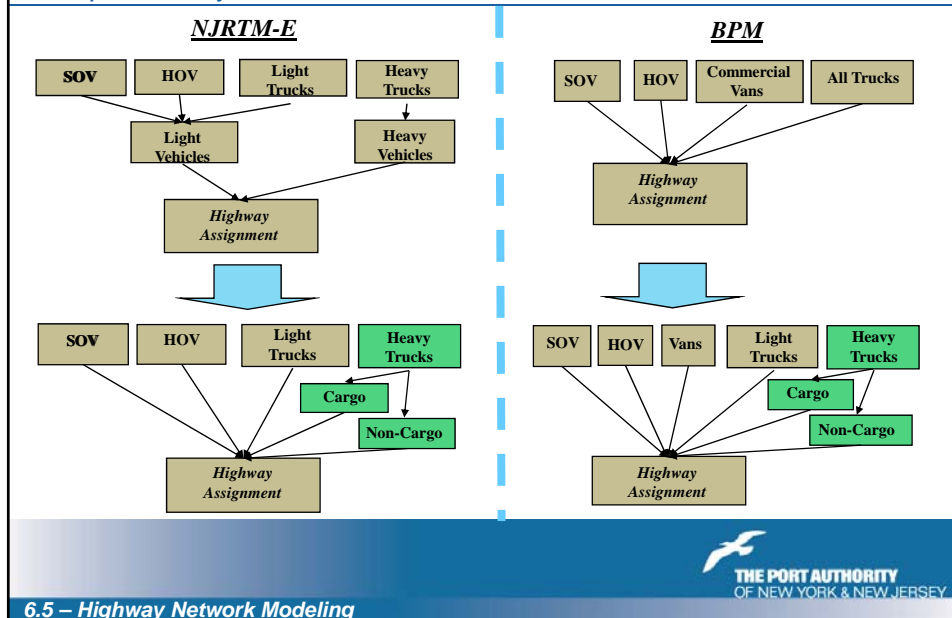 NJRTM-E
SOV
HOV
Light
Trucks
Heavy
Trucks
Light
Vehicles
Heavy
Vehicles
Highway
Assignment
SOV
HOV
Light
Trucks
Heavy
Trucks
Cargo
Non-Cargo
Highway
Assignment
BPM
SOV
HOV
Commercial
Vans
All Trucks
Highway
Assignment
SOV
HOV
Vans
Light
Trucks
Heavy
Trucks
Cargo
Non-Cargo
Highway
Assignment
THE PORT AUTHORITY
OF NEW YORK & NEW JERSEY
6.5 – Highway Network Modeling